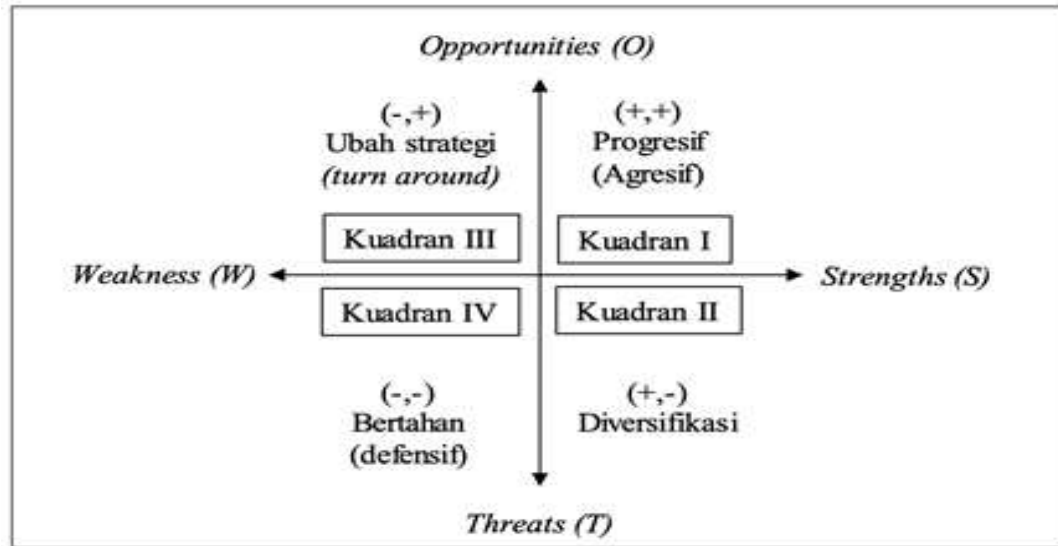 Opportunities (O)
(-,+)
Ubah strategi
(turn around)
(+,+)
Progresif
(Agresif)
Kuadran III
Kuadran I
Weakness (W)
Strengths (S)
Kuadran IV
Kuadran II
(-,-)
Bertahan
(defensif)
(+,-)
Diversifikasi
Threats (T)